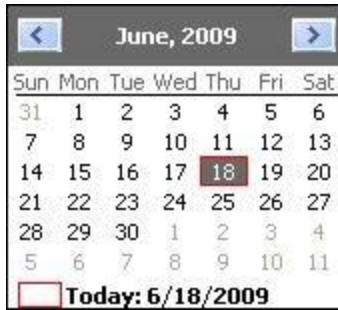 June, 2009
Sun Mon Tue Wed Thu Fri Sat
31 1 2 3 4 5 6
7 8 9 10 11 12 13
14 15 16 17 18 19 20
21 22 23 24 25 26 27
28 29 30 1 2 3 4
5 6 7 8 9 10 11
Today: 6/18/2009